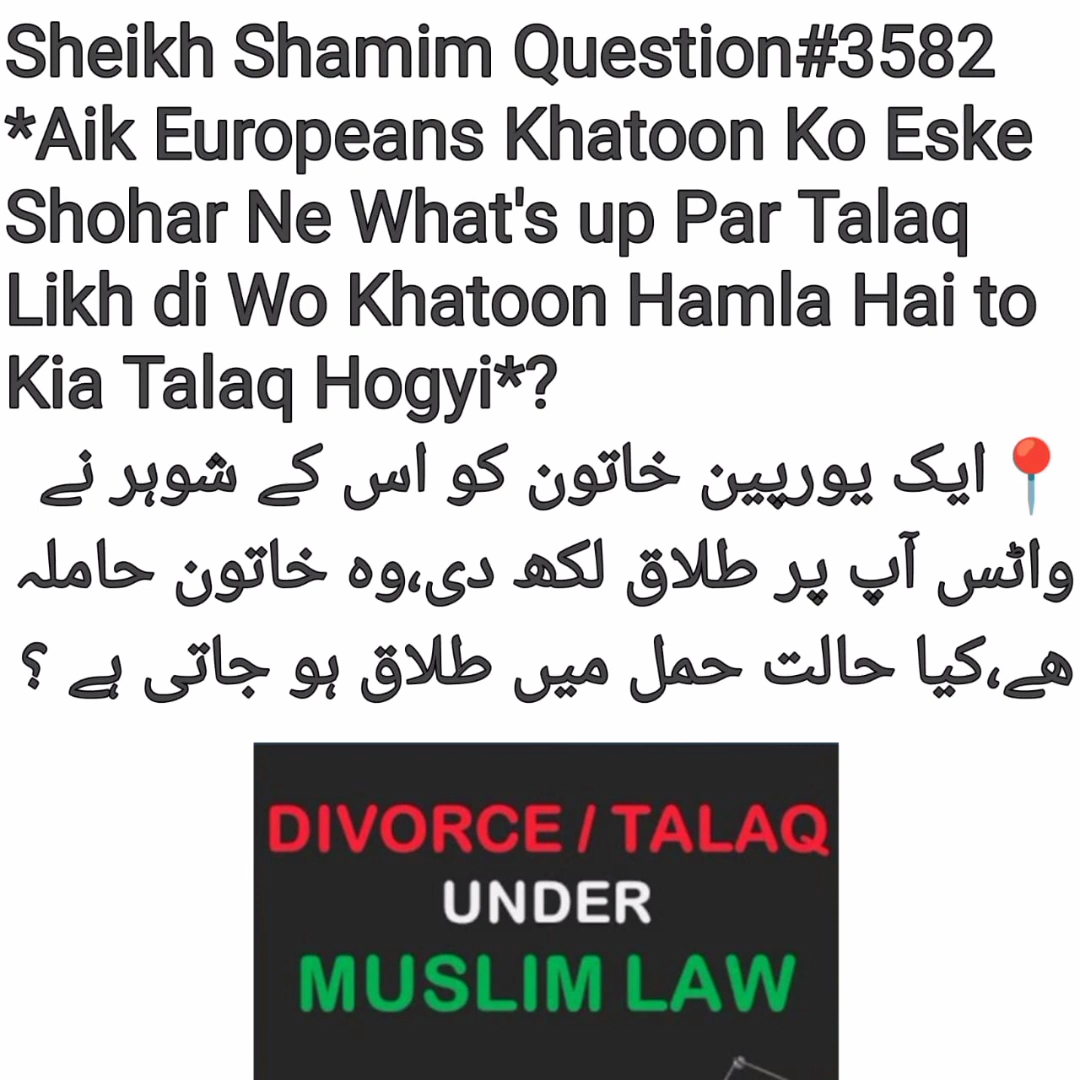 Sheikh Shamim Question#3582
*Aik Europeans Khatoon Ko Eske
Shohar Ne What's up Par Talaq
Likh di Wo Khatoon Hamla Hai to
Kia Talaq Hogyi*?
📍ایک یورپین خاتون کو اس کے شوہر نے
واٹس آپ پر طلاق لکھ دی،وہ خاتون حاملہ
ھے،کیا حالت حمل میں طلاق ہو جاتی ہے ؟
DIVORCE / TALAQ
UNDER
MUSLIM LAW